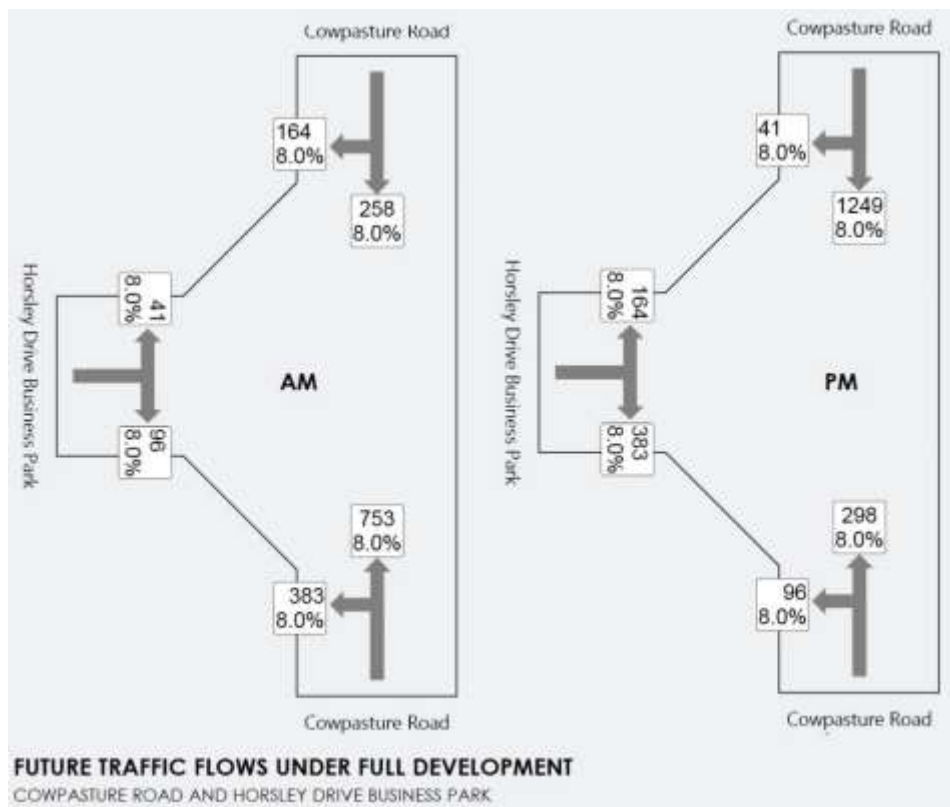 Cowpasture Road
164
8.0%
258
8.0%
Horsley Drive Business Park
41
8.0%
AM
96
8.0%
753
8.0%
383
8.0%
Cowpasture Road
Cowpasture Road
41
8.0%
1249
8.0%
Horsley Drive Business Park
164
8.0%
PM
383
8.0%
298
8.0%
96
8.0%
Cowpasture Road
FUTURE TRAFFIC FLOWS UNDER FULL DEVELOPMENT
COWPASTURE ROAD AND HORSLEY DRIVE BUSINESS PARK